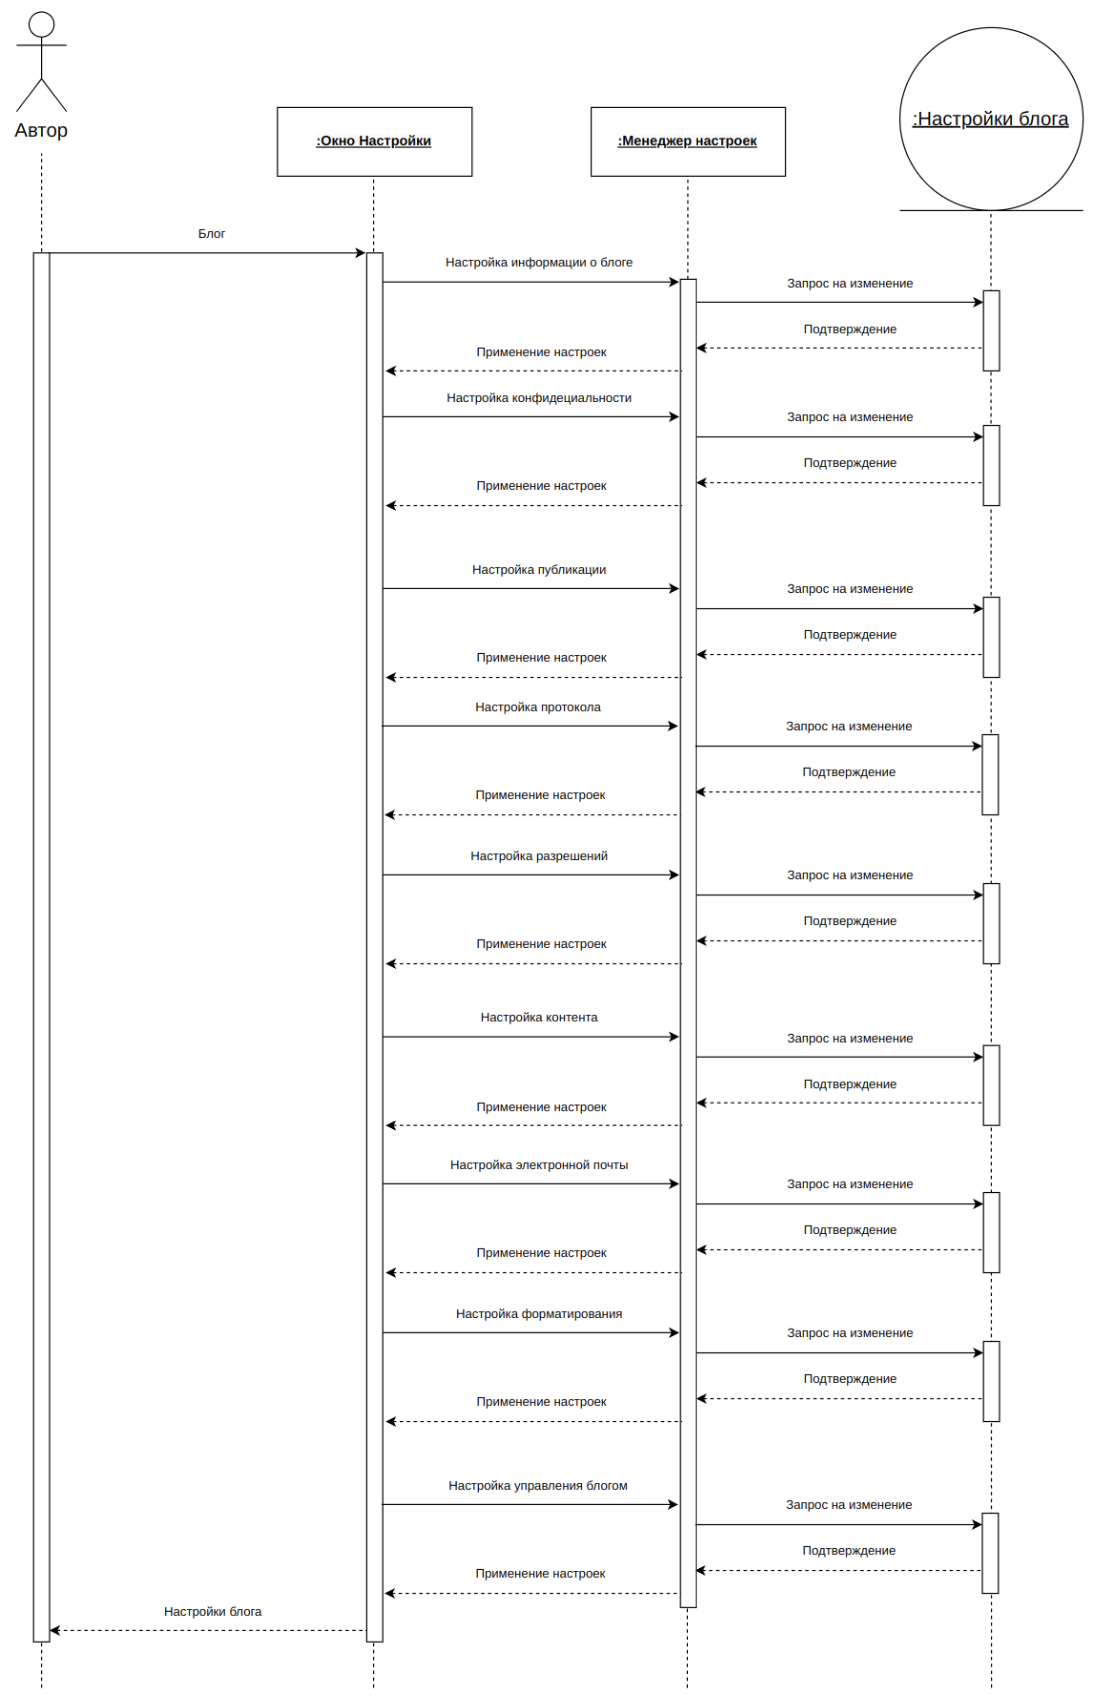 Автор
:Окно Настройки
:Менеджер настроек
:Настройки блога
Блог
Настройка информации о блоге
Запрос на изменение
Подтверждение
Применение настроек
Настройка конфидециальности
Запрос на изменение
Подтверждение
Применение настроек
Настройка публикации
Запрос на изменение
Подтверждение
Применение настроек
Настройка протокола
Запрос на изменение
Подтверждение
Применение настроек
Настройка разрешений
Запрос на изменение
Подтверждение
Применение настроек
Настройка контента
Запрос на изменение
Подтверждение
Применение настроек
Настройка электронной почты
Запрос на изменение
Подтверждение
Применение настроек
Настройка форматирования
Запрос на изменение
Подтверждение
Применение настроек
Настройка управления блогом
Запрос на изменение
Подтверждение
Применение настроек
Настройки блога